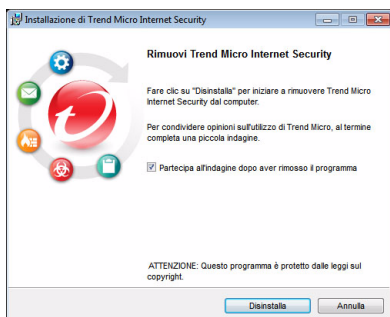 Installazione di Trend Micro Internet Security
Rimuovi Trend Micro Internet Security
Fare clic su "Disinstalla" per iniziare a rimuovere Trend Micro
Internet Security dal computer.
Per condividere opinioni sull'utilizzo di Trend Micro, al termine
completa una piccola indagine.
Partecipa all'indagine dopo aver rimosso il programma
ATTENZIONE: Questo programma è protetto dalle leggi sul
copyright.
Disinstalla
Annulla